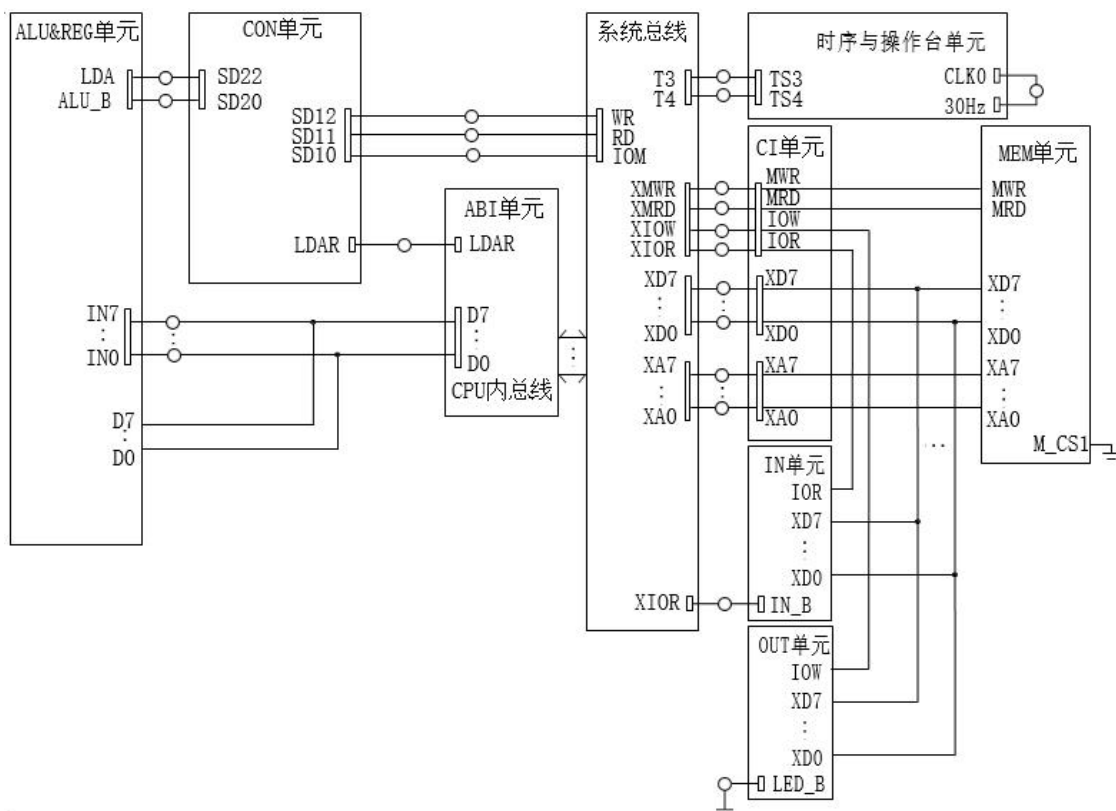 ALU&REG单元
LDA
ALU_B
IN7
⋮
IN0
D7
⋮
D0
CON单元
SD22
SD20
SD12
SD11
SD10
LDAR
ABI单元
LDAR
D7
⋮
D0
CPU内总线
系统总线
T3
T4
WR
RD
IOM
XMWR
XMRD
XIOW
XIOR
XD7
⋮
XD0
XA7
⋮
XA0
XIOR
时序与操作台单元
TS3
TS4
CLK0
30Hz
CI单元
MWR
MRD
IOW
IOR
XD7
⋮
XD0
XA7
⋮
XA0
MEM单元
MWR
MRD
XD7
⋮
XD0
XA7
⋮
XA0
M_CS1
...
IN单元
IOR
XD7
⋮
XD0
IN_B
OUT单元
IOW
XD7
⋮
XD0
LED_B